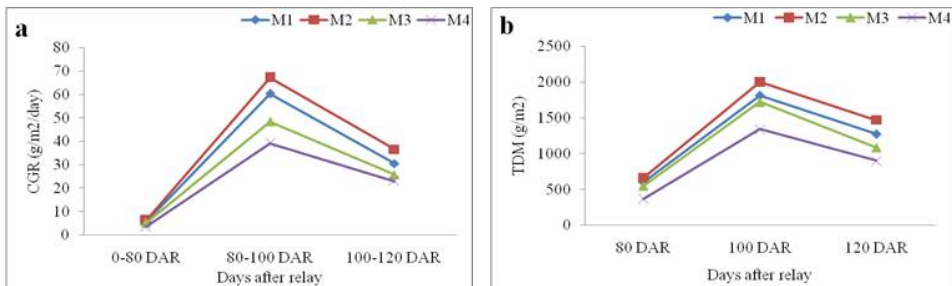 a
M1 M2 M3 M4
80
70
60
50
40
30
20
10
0
CGR (g/m2/day)
0-80 DAR 80-100 DAR 100-120 DAR
Days after relay
b
M1 M2 M3 M4
2500
2000
1500
1000
500
0
TDM (g/m2)
80 DAR 100 DAR 120 DAR
Days after relay